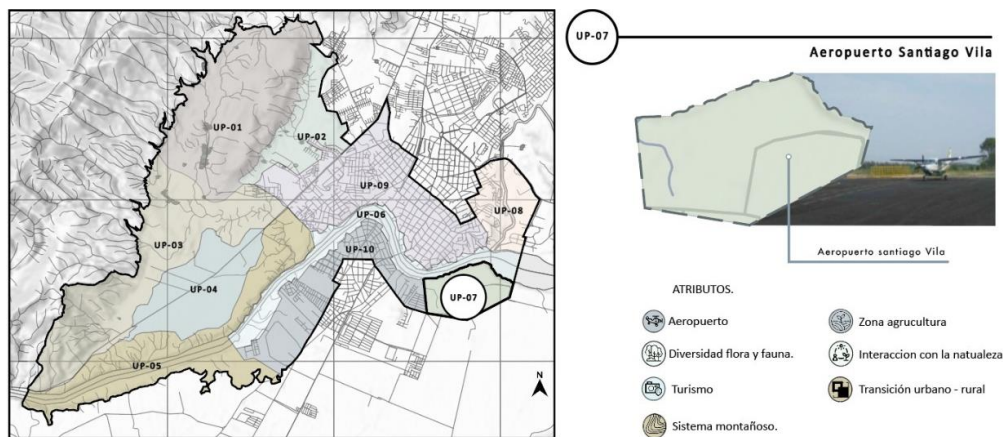 UP-01
UP-02
UP-09
UP-06
UP-08
UP-03
UP-10
UP-04
UP-07
UP-05
N
UP-07
Aeropuerto Santiago Vila
Aeropuerto santiago Vila
ATRIBUTOS.
Aeropuerto
Diversidad flora y fauna.
Turismo
Sistema montañoso.
Zona agrucultura
Interaccion con la naturaleza
Transición urbano - rural